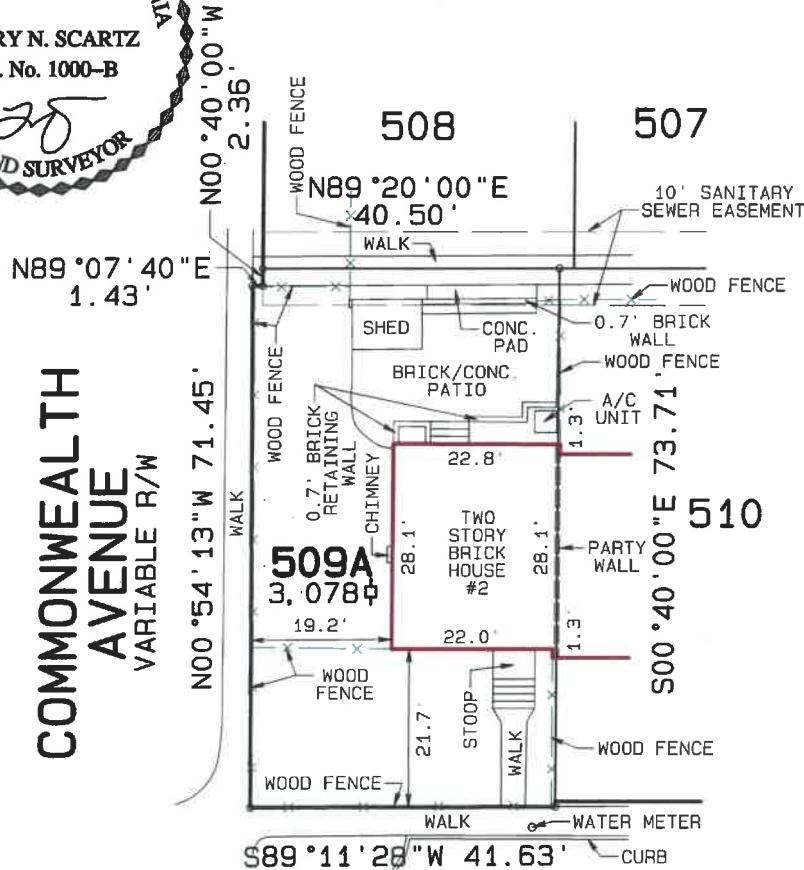 RY N. SCARTZ
. No. 1000-B
D SURVEYOR
N00°40'00"W
2.36'
WOOD FENCE
508
507
N89°20'00"E
40.50'
10' SANITARY
SEWER EASEMENT
WALK
N89°07'40"E
1.43'
WOOD FENCE
SHED
CONC.
PAD
0.7' BRICK
WALL
WOOD FENCE
BRICK/CONC.
PATIO
WOOD FENCE
A/C
UNIT
1.3'
COMMONWEALTH
AVENUE
VARIABLE R/W
N00°54'13"W 71.45'
WALK
0.7' BRICK
RETAINING
WALL
CHIMNEY
22.8'
28.1'
TWO
STORY
BRICK
HOUSE
#2
28.1'
PARTY
WALL
S00°40'00"E 73.71'
510
509A
3,078
19.2'
22.0'
1.3'
WOOD
FENCE
21.7'
STOOP
WALK
WOOD FENCE
WOOD FENCE
WALK
WATER METER
S89°11'28"W 41.63'
CURB